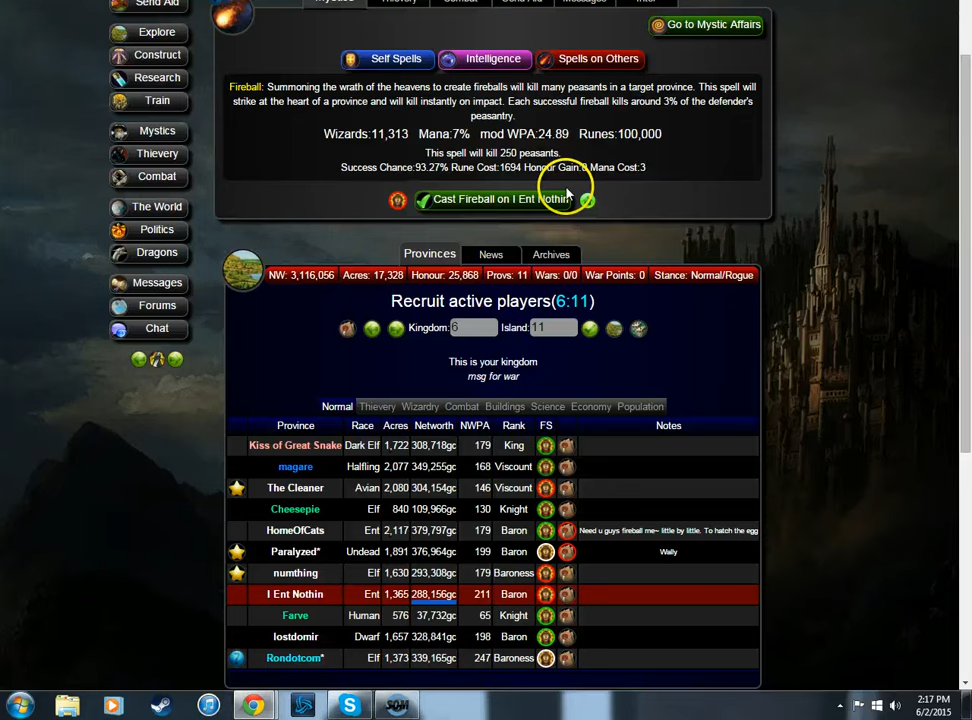 Send Aid
Explore
Construct
Research
Train
Mystics
Thievery
Combat
The World
Politics
Dragons
Messages
Forums
Chat
Go to Mystic Affairs
Self Spells Intelligence Spells on Others
Fireball: Summoning the wrath of the heavens to create fireballs will kill many peasants in a target province. This spell will
strike at the heart of a province and will kill instantly on impact. Each successful fireball kills around 3% of the defender's
peasantry.
Wizards:11,313 Mana:7% mod WPA:24.89 Runes:100,000
This spell will kill 250 peasants.
Success Chance:93.27% Rune Cost:1694 Honour Gain:0 Mana Cost:3
Cast Fireball on I Ent Nothin
Provinces News Archives
NW: 3,116,056 Acres: 17,328 Honour: 25,868 Provs: 11 Wars: 0/0 War Points: 0 Stance: Normal/Rogue
Recruit active players(6:11)
Kingdom: 6 Island: 11
This is your kingdom
msg for war
Normal Thievery Wizardry Combat Buildings Science Economy Population
Province Race Acres Networth NWPA Rank FS Notes
Kiss of Great Snake Dark Elf 1,722 308,718gc 179 King
magare Halfling 2,077 349,255gc 168 Viscount
The Cleaner Avian 2,080 304,154gc 146 Viscount
Cheesepie Elf 840 109,966gc 130 Knight
HomeOfCats Ent 2,117 379,797gc 179 Baron Need u guys fireball me~ little by little. To hatch the egg
Paralyzed* Undead 1,891 376,964gc 199 Baron Wally
numthing Elf 1,630 293,308gc 179 Baroness
I Ent Nothin Ent 1,365 288,156gc 211 Baron
Farve Human 576 37,732gc 65 Knight
lostdomir Dwarf 1,657 328,841gc 198 Baron
Rondotcom* Elf 1,373 339,165gc 247 Baroness
SQM
2:17 PM
6/2/2015